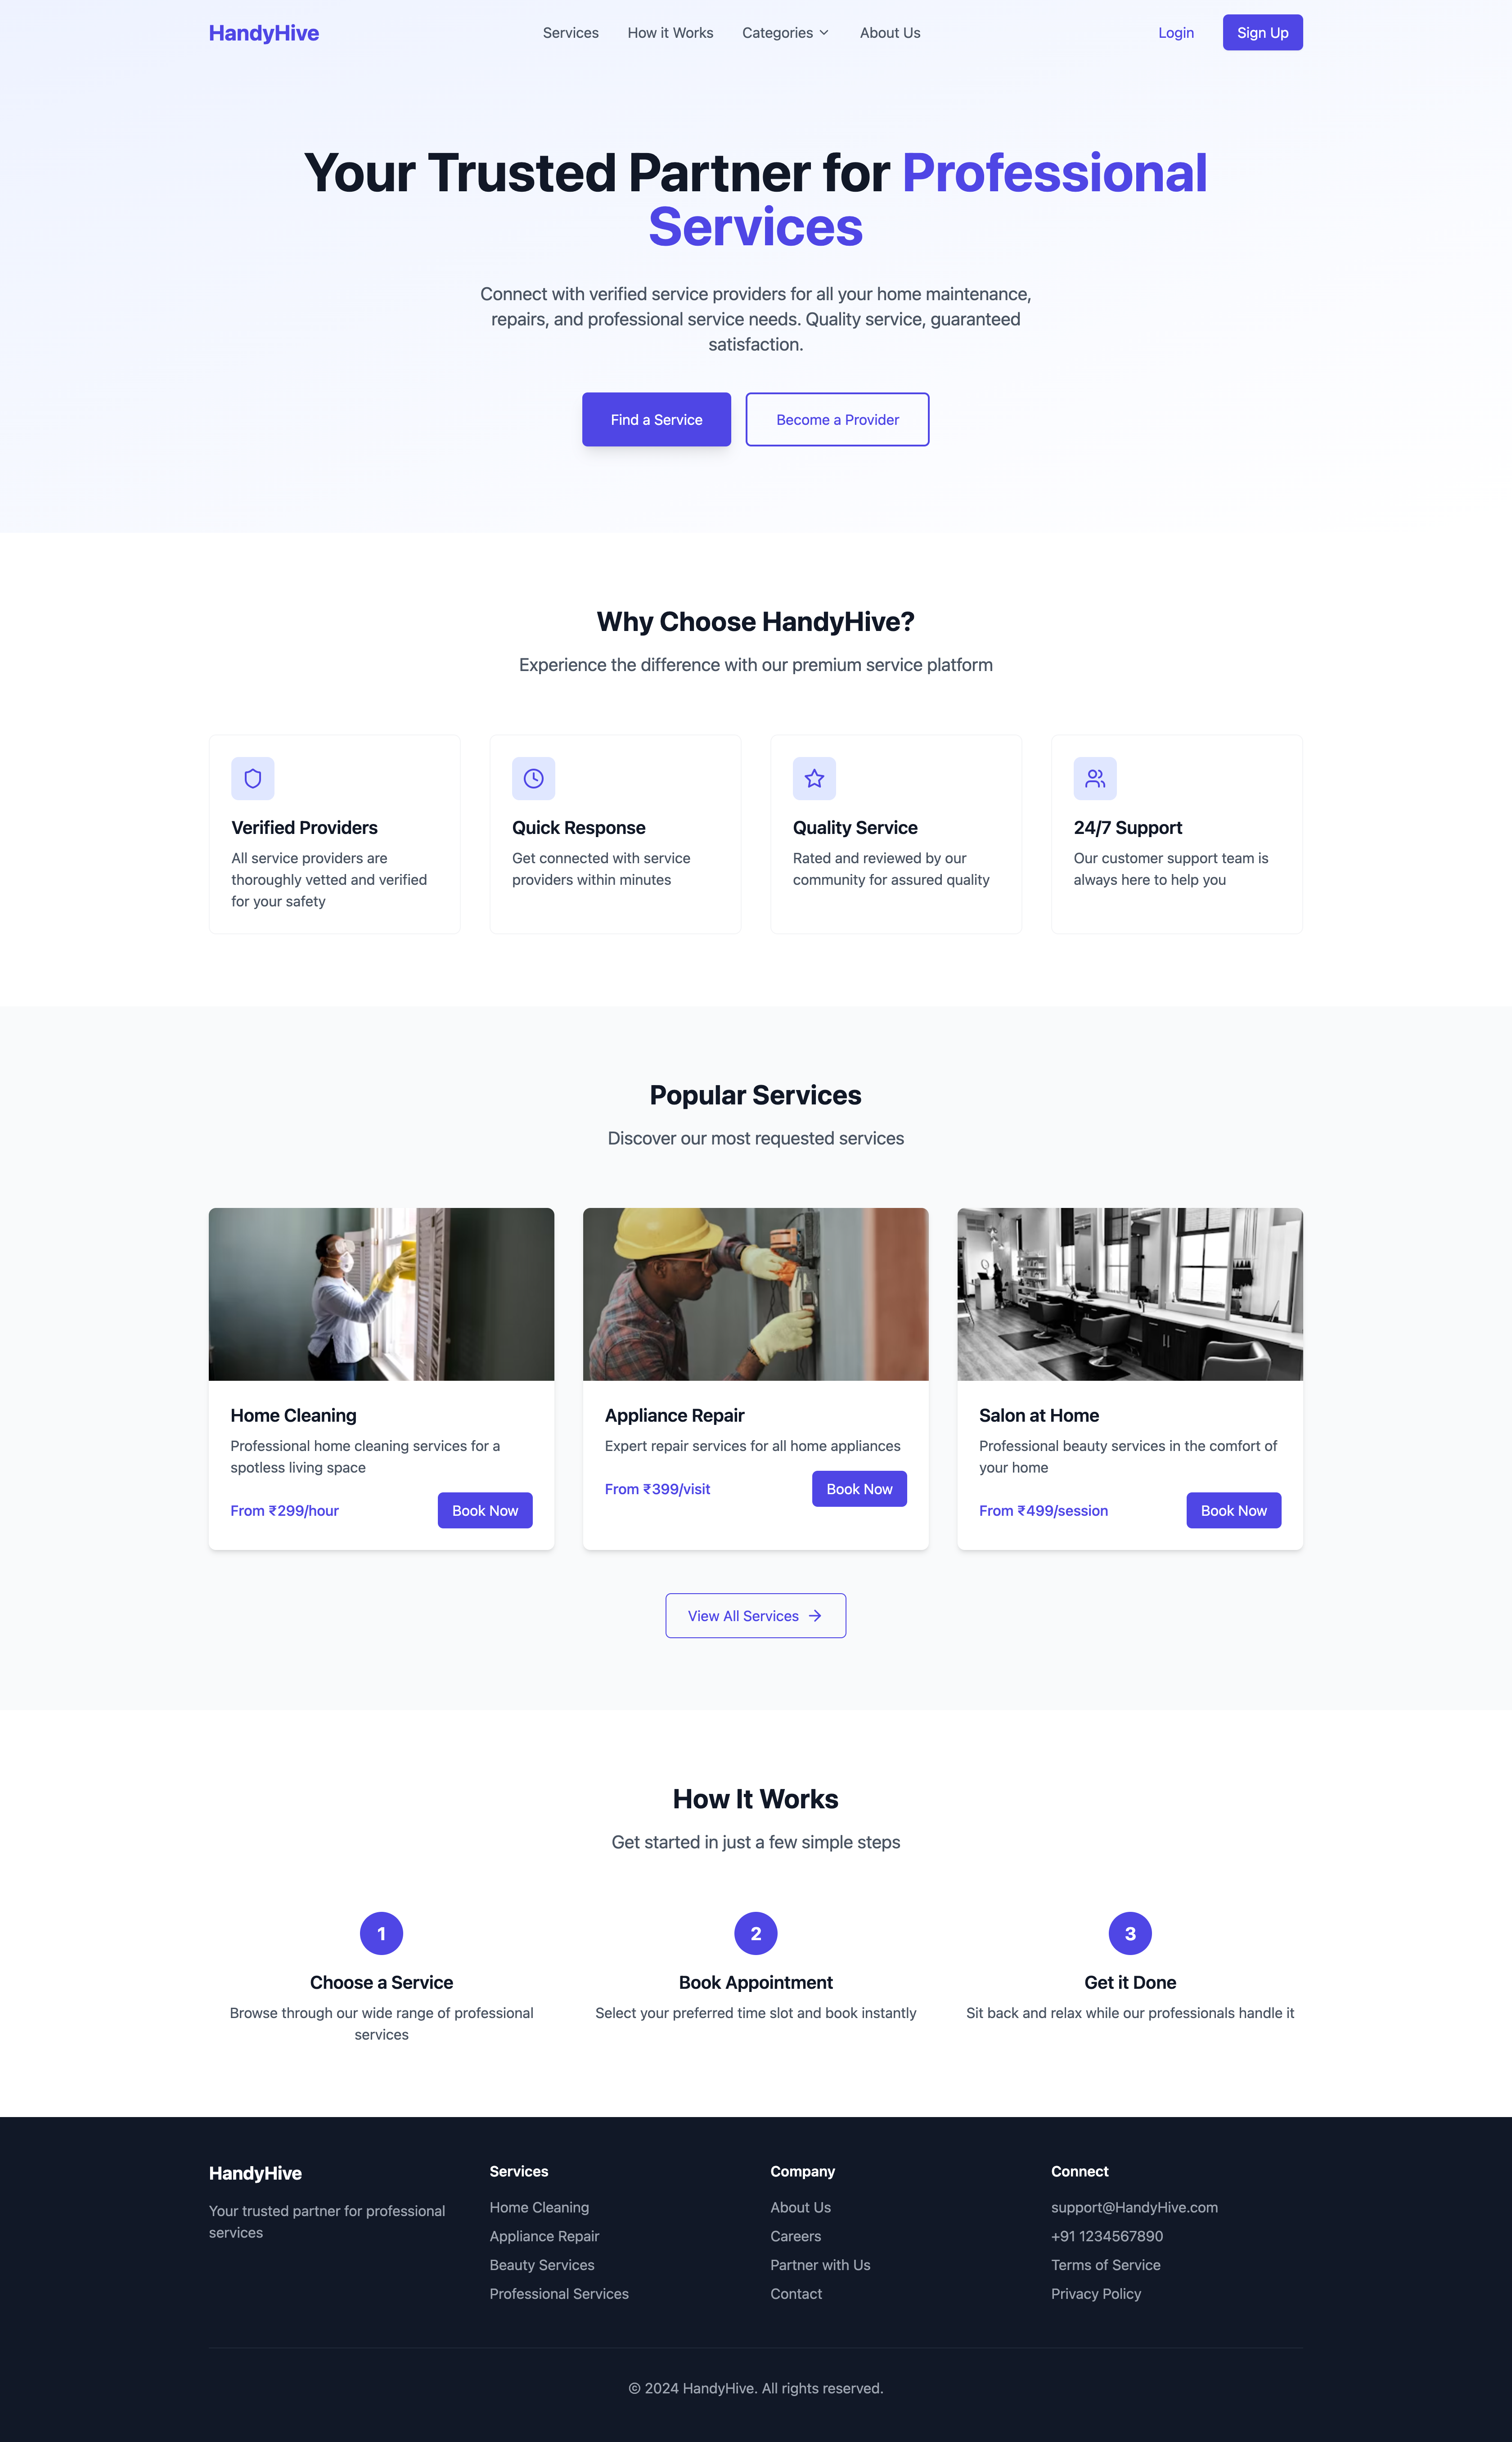 HandyHive
Services
How it Works
Categories
About Us
Login
Sign Up
Your Trusted Partner for Professional
Services
Connect with verified service providers for all your home maintenance,
repairs, and professional service needs. Quality service, guaranteed
satisfaction.
Find a Service
Become a Provider
Why Choose HandyHive?
Experience the difference with our premium service platform
Verified Providers
All service providers are
thoroughly vetted and verified
for your safety
Quick Response
Get connected with service
providers within minutes
Quality Service
Rated and reviewed by our
community for assured quality
24/7 Support
Our customer support team is
always here to help you
Popular Services
Discover our most requested services
Home Cleaning
Professional home cleaning services for a
spotless living space
From ₹299/hour
Book Now
Appliance Repair
Expert repair services for all home appliances
From ₹399/visit
Book Now
Salon at Home
Professional beauty services in the comfort of
your home
From ₹499/session
Book Now
View All Services
How It Works
Get started in just a few simple steps
1
Choose a Service
Browse through our wide range of professional
services
2
Book Appointment
Select your preferred time slot and book instantly
3
Get it Done
Sit back and relax while our professionals handle it
HandyHive
Your trusted partner for professional
services
Services
Home Cleaning
Appliance Repair
Beauty Services
Professional Services
Company
About Us
Careers
Partner with Us
Contact
Connect
support@HandyHive.com
+91 1234567890
Terms of Service
Privacy Policy
© 2024 HandyHive. All rights reserved.